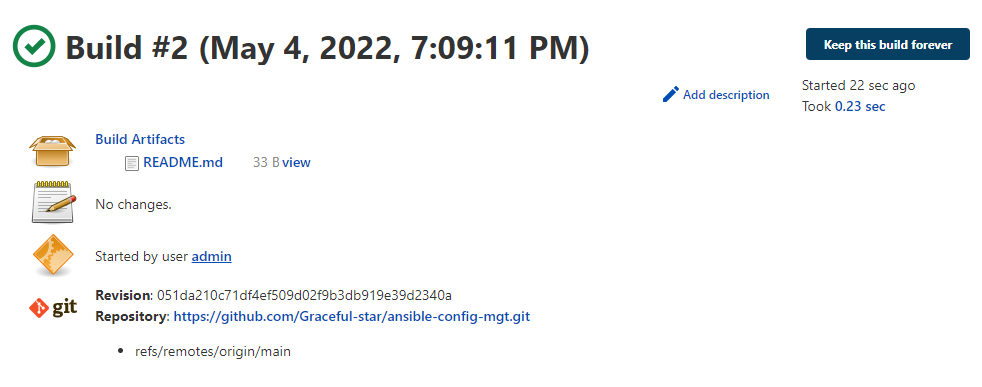 Build #2 (May 4, 2022, 7:09:11 PM)
Keep this build forever
Add description
Started 22 sec ago
Took 0.23 sec
Build Artifacts
README.md 33 B view
No changes.
Started by user admin
git
Revision: 051da210c71df4ef509d02f9b3db919e39d2340a
Repository: https://github.com/Graceful-star/ansible-config-mgt.git
• refs/remotes/origin/main